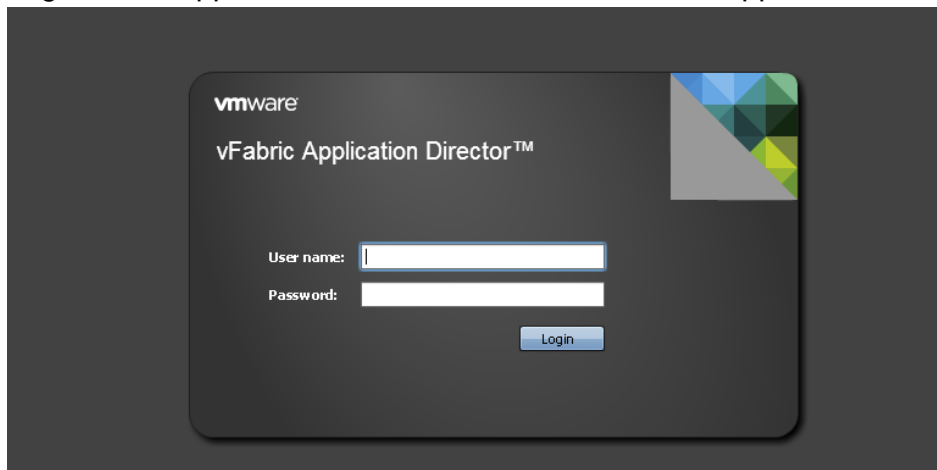 vmware
vFabric Application Director™
User name:
Password:
Login